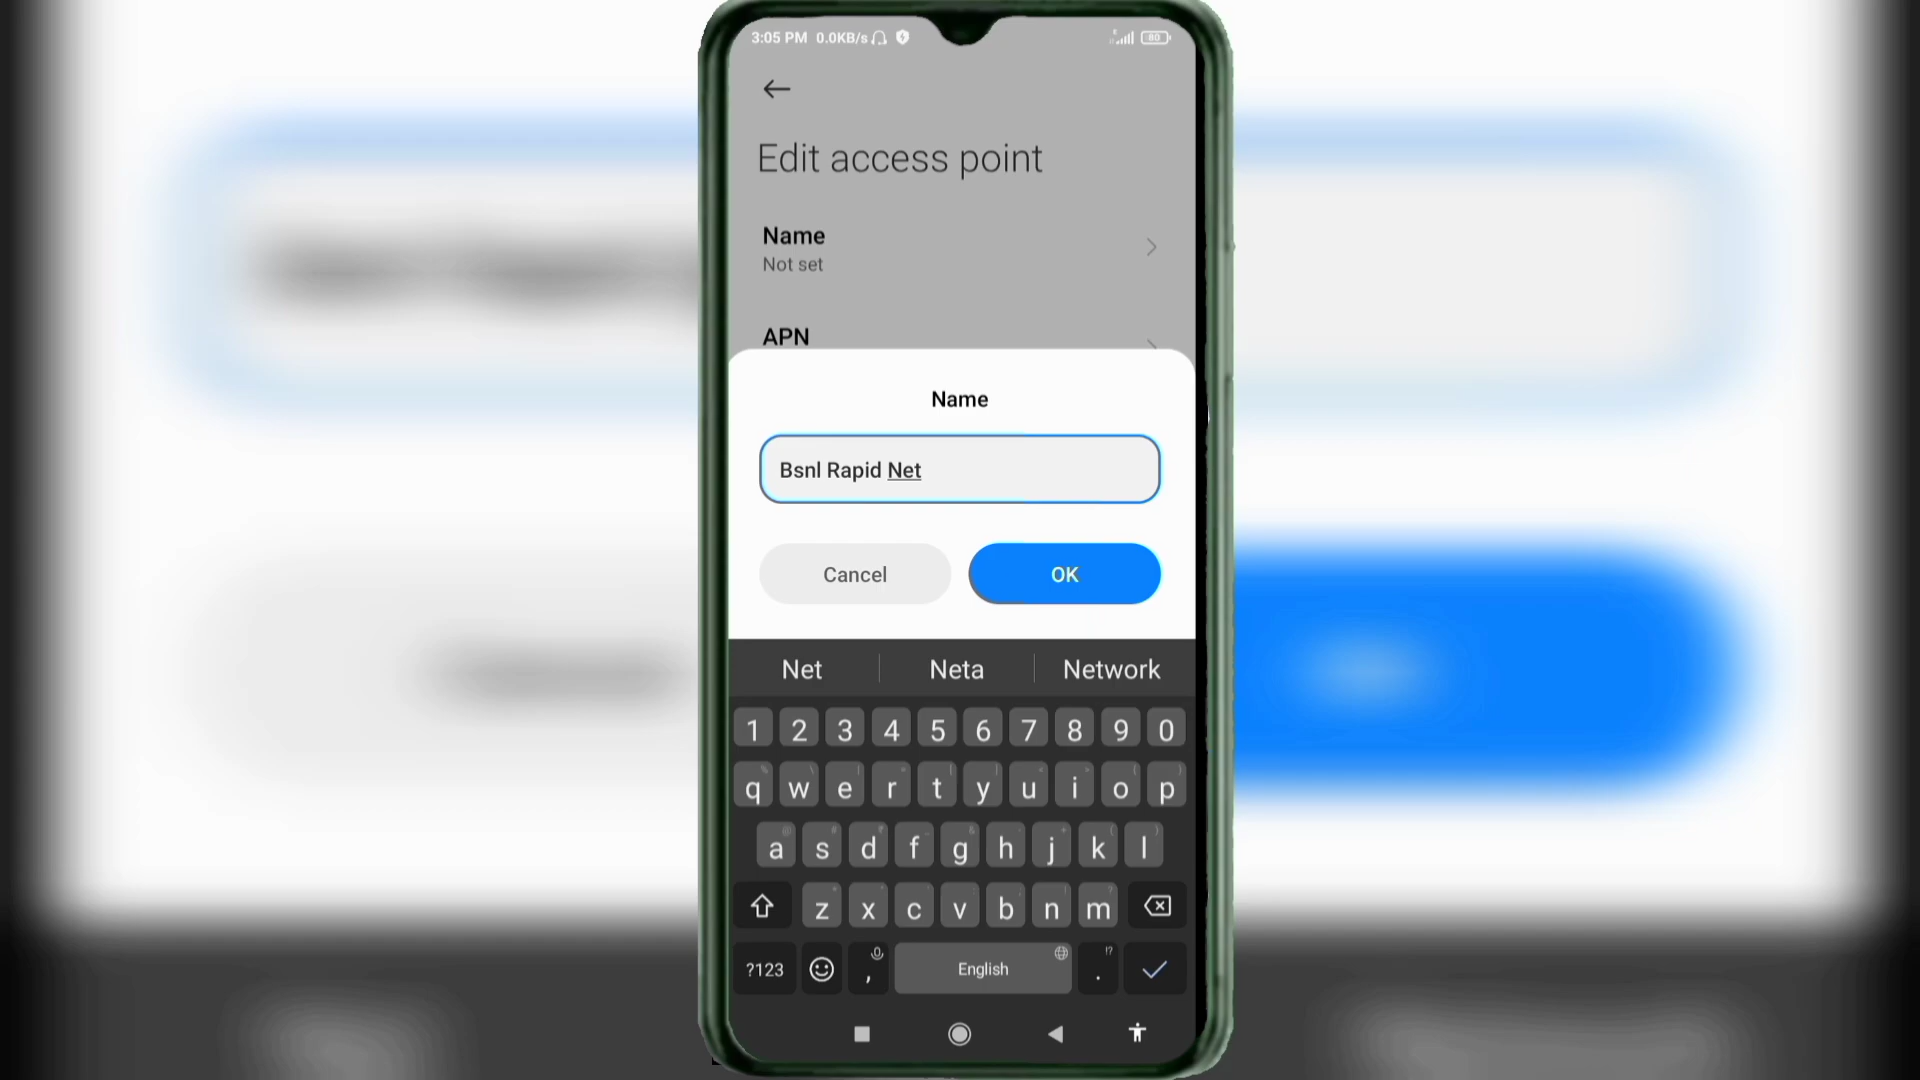 3:05 PM 0.0KB/s 80
Edit access point
Name
Not set
APN
Name
Bsnl Rapid Net
Cancel OK
Net Neta Network
1 2 3 4 5 6 7 8 9 0
q w e r t y u i o p
a s d f g h j k l
z x c v b n m
?123 , English . !?